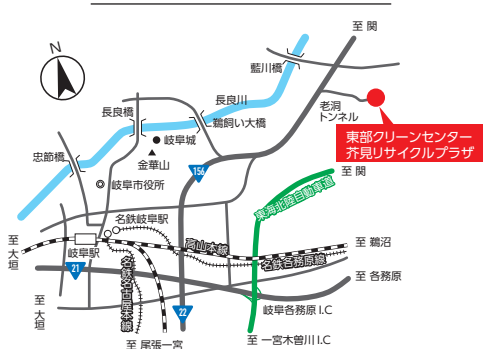 N
至 関
藍川橋
長良川
長良橋
鵜飼い大橋
老洞
トンネル
岐阜城
東部クリーンセンター
芥見リサイクルプラザ
忠節橋
金華山
156
岐阜市役所
至 関
東海北陸自動車道
名鉄岐阜駅
至 大垣
岐阜駅
高山本線
至 鵜沼
名鉄各務原線
21
名鉄名古屋本線
至 各務原
至 大垣
22
岐阜各務原 I.C
至 尾張一宮
至 一宮木曽川 I.C